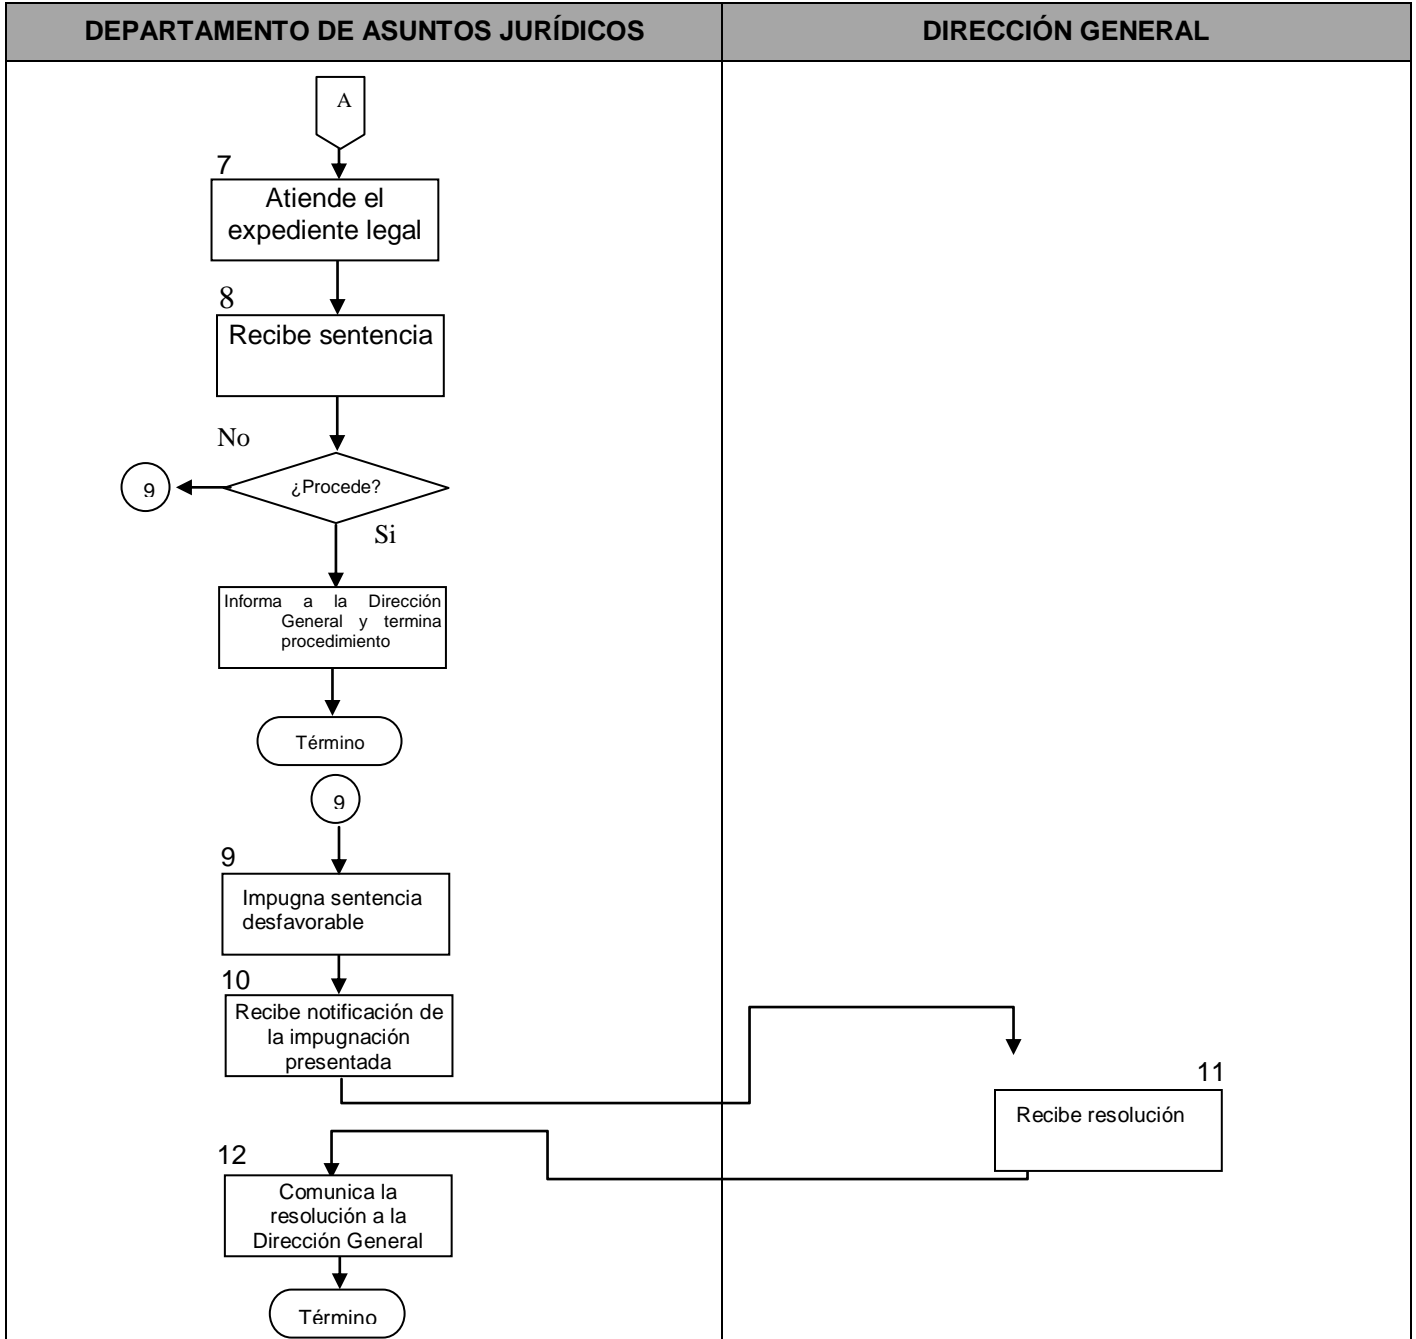 DEPARTAMENTO DE ASUNTOS JURÍDICOS
DIRECCIÓN GENERAL
A
7
Atiende el
expediente legal
8
Recibe sentencia
No
9
¿Procede?
Si
Informa a la Dirección
General y termina
procedimiento
Término
9
9
Impugna sentencia
desfavorable
10
Recibe notificación de
la impugnación
presentada
11
Recibe resolución
12
Comunica la
resolución a la
Dirección General
Término